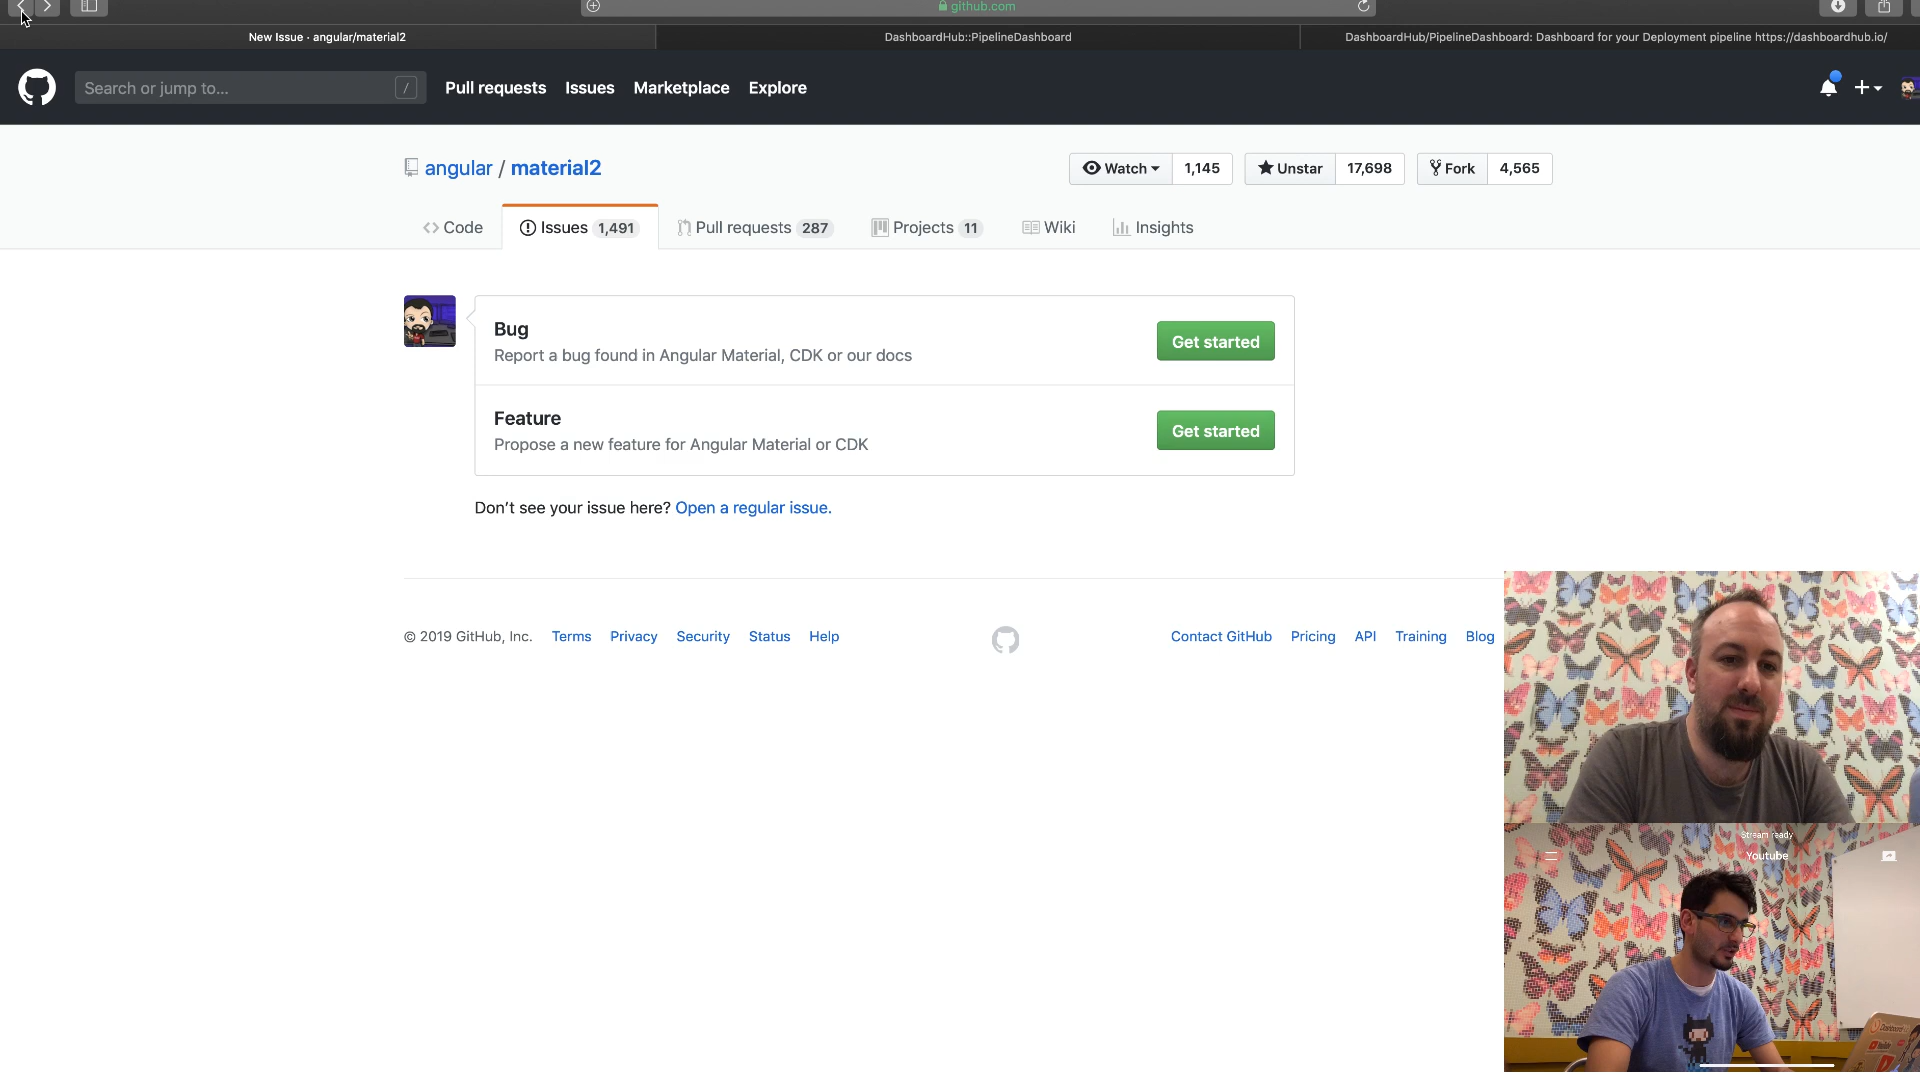 github.com
New Issue · angular/material2
DashboardHub::PipelineDashboard
DashboardHub/PipelineDashboard: Dashboard for your Deployment pipeline https://dashboardhub.io/
Search or jump to...
/
Pull requests
Issues
Marketplace
Explore
angular / material2
Watch
1,145
Unstar
17,698
Fork
4,565
Code
Issues 1,491
Pull requests 287
Projects 11
Wiki
Insights
Bug
Report a bug found in Angular Material, CDK or our docs
Get started
Feature
Propose a new feature for Angular Material or CDK
Get started
Don't see your issue here? Open a regular issue.
© 2019 GitHub, Inc.
Terms
Privacy
Security
Status
Help
Contact GitHub
Pricing
API
Training
Blog
Stream ready
Youtube